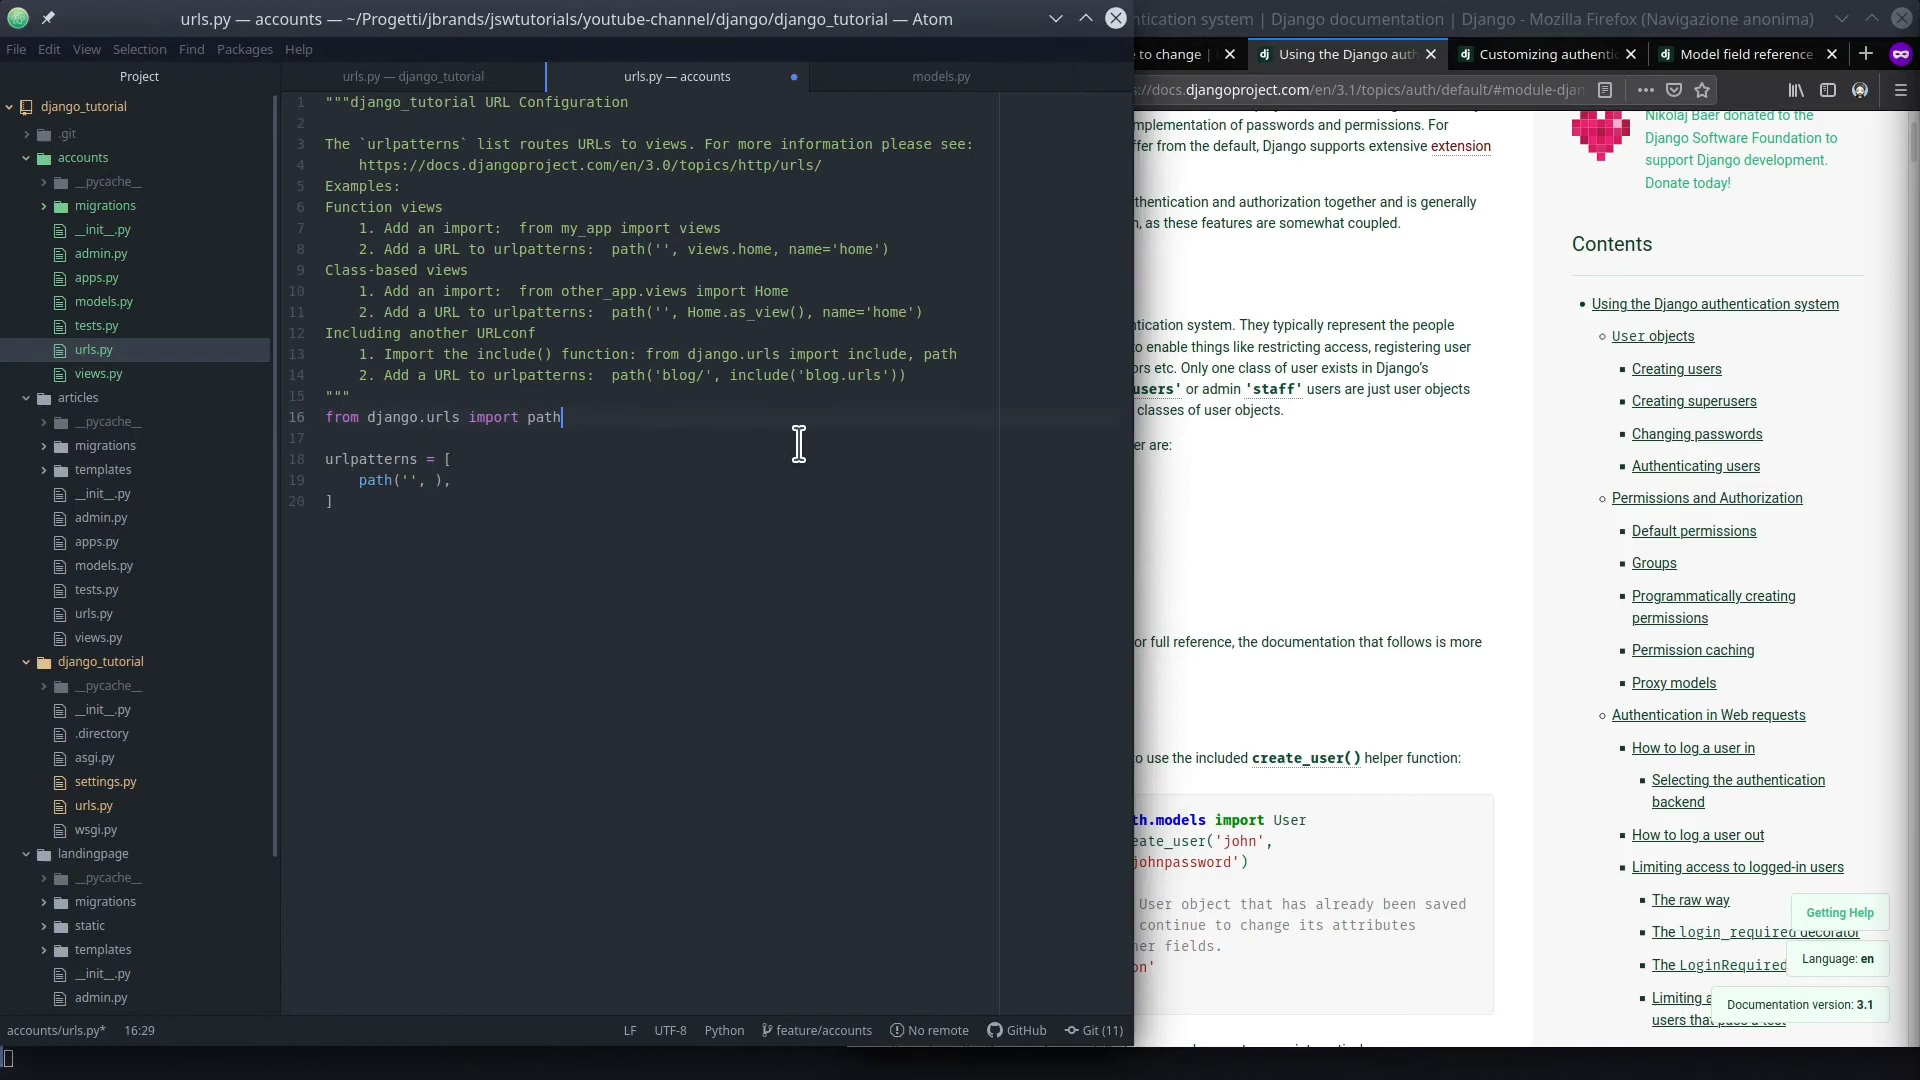 urls.py — accounts — ~/Progetti/jbrands/jswtutorials/youtube-channel/django/django_tutorial — Atom
File Edit View Selection Find Packages Help
Project
django_tutorial
.git
accounts
__pycache__
migrations
__init__.py
admin.py
apps.py
models.py
tests.py
urls.py
views.py
articles
__pycache__
migrations
templates
__init__.py
admin.py
apps.py
models.py
tests.py
urls.py
views.py
django_tutorial
__pycache__
__init__.py
.directory
asgi.py
settings.py
urls.py
wsgi.py
landingpage
__pycache__
migrations
static
templates
__init__.py
admin.py
urls.py — django_tutorial urls.py — accounts models.py
1 """django_tutorial URL Configuration
2
3 The `urlpatterns` list routes URLs to views. For more information please see:
4 https://docs.djangoproject.com/en/3.0/topics/http/urls/
5 Examples:
6 Function views
7 1. Add an import:  from my_app import views
8 2. Add a URL to urlpatterns:  path('', views.home, name='home')
9 Class-based views
10 1. Add an import:  from other_app.views import Home
11 2. Add a URL to urlpatterns:  path('', Home.as_view(), name='home')
12 Including another URLconf
13 1. Import the include() function: from django.urls import include, path
14 2. Add a URL to urlpatterns:  path('blog/', include('blog.urls'))
15 """
16 from django.urls import path
17
18 urlpatterns = [
19 path('', ),
20 ]
accounts/urls.py* 16:29 LF UTF-8 Python feature/accounts No remote GitHub Git (11)
ntication system | Django documentation | Django - Mozilla Firefox (Navigazione anonima)
e to change | Using the Django auth Customizing authentic Model field reference
s://docs.djangoproject.com/en/3.1/topics/auth/default/#module-djan
mplementation of passwords and permissions. For
ffer from the default, Django supports extensive extension
thentication and authorization together and is generally
n, as these features are somewhat coupled.
tication system. They typically represent the people
to enable things like restricting access, registering user
ors etc. Only one class of user exists in Django's
users' or admin 'staff' users are just user objects
classes of user objects.
er are:
or full reference, the documentation that follows is more
o use the included create_user() helper function:
th.models import User
eate_user('john',
johnpassword')
User object that has already been saved
continue to change its attributes
her fields.
on'
Nikolaj Baer donated to the
Django Software Foundation to
support Django development.
Donate today!
Contents
Using the Django authentication system
User objects
Creating users
Creating superusers
Changing passwords
Authenticating users
Permissions and Authorization
Default permissions
Groups
Programmatically creating
permissions
Permission caching
Proxy models
Authentication in Web requests
How to log a user in
Selecting the authentication
backend
How to log a user out
Limiting access to logged-in users
The raw way
The login_required decorator
The LoginRequired
Limiting a
users that pass a test
Getting Help
Language: en
Documentation version: 3.1